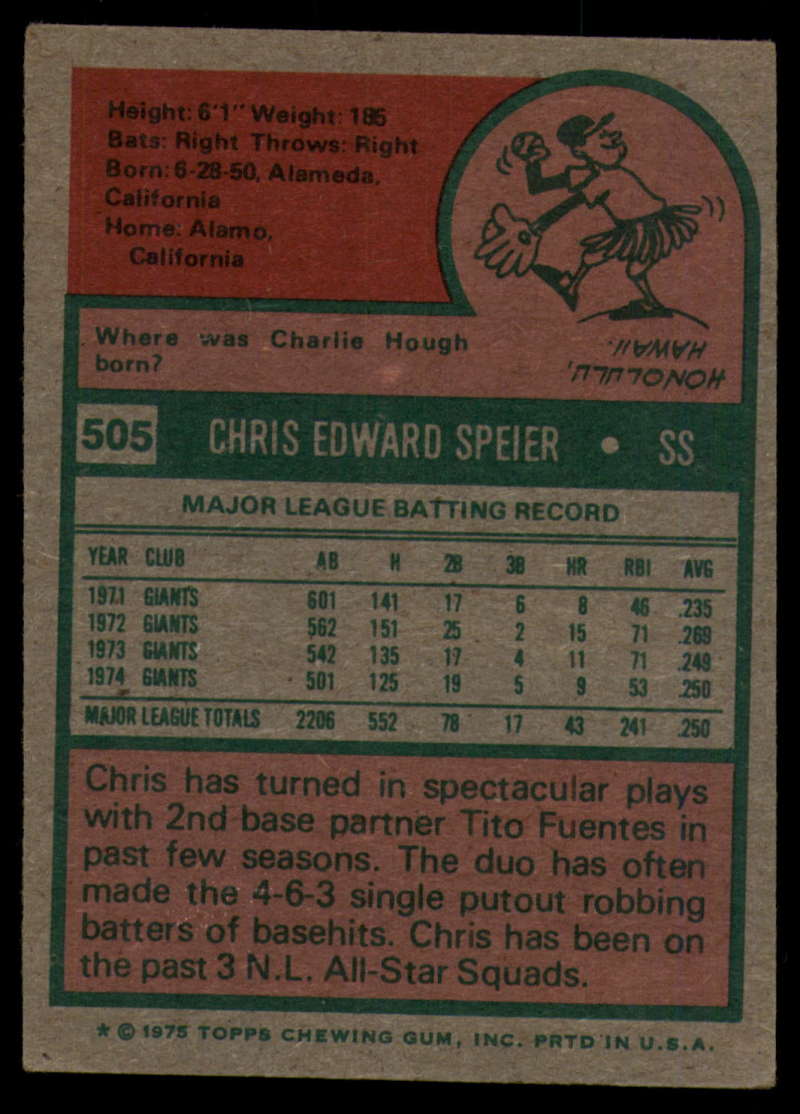 Height: 6'1" Weight: 185
Bats: Right Throws: Right
Born: 6-28-50, Alameda,
California
Home: Alamo,
California
Where was Charlie Hough
born?
HONOLULU,
HAWAII.
505 CHRIS EDWARD SPEIER • SS
MAJOR LEAGUE BATTING RECORD
YEAR CLUB AB H 2B 3B HR RBI AVG
1971 GIANTS 601 141 17 6 8 46 .235
1972 GIANTS 562 151 25 2 15 71 .269
1973 GIANTS 542 135 17 4 11 71 .249
1974 GIANTS 501 125 19 5 9 53 .250
MAJOR LEAGUE TOTALS 2206 552 78 17 43 241 .250
Chris has turned in spectacular plays
with 2nd base partner Tito Fuentes in
past few seasons. The duo has often
made the 4-6-3 single putout robbing
batters of basehits. Chris has been on
the past 3 N.L. All-Star Squads.
* © 1975 TOPPS CHEWING GUM, INC. PRTD IN U.S.A.